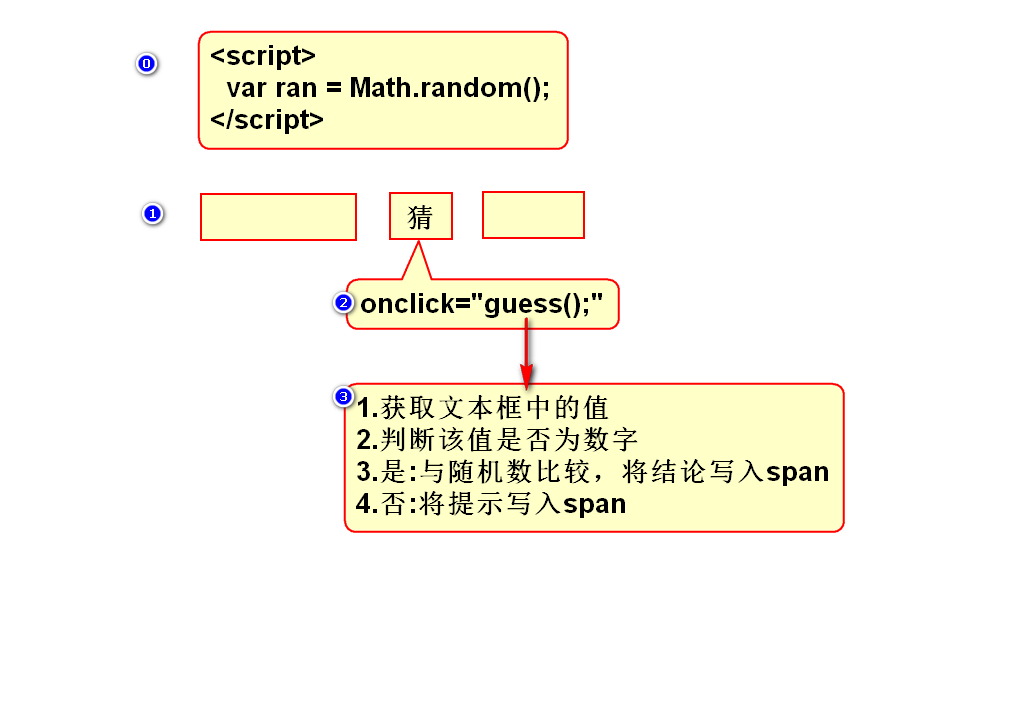 0
<script>
var ran = Math.random();
</script>
1
猜
2
onclick="guess();"
3
1.获取文本框中的值
2.判断该值是否为数字
3.是:与随机数比较，将结论写入span
4.否:将提示写入span